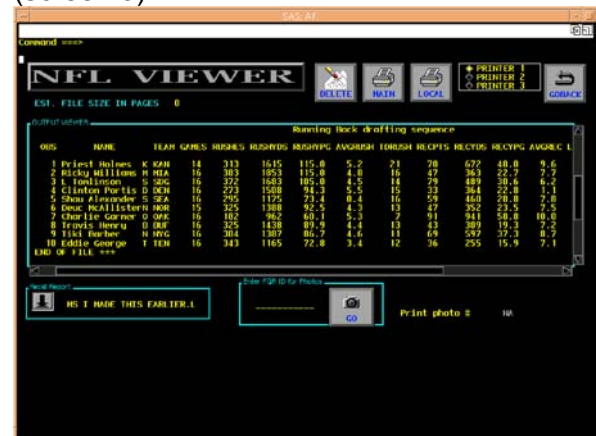 SAS: AF
Command ===>
NFL VIEWER
DELETE MAIN LOCAL
PRINTER 1
PRINTER 2
PRINTER 3
GOBACK
EST. FILE SIZE IN PAGES 0
OUTPUT VIEWER
Running Back drafting sequence
OBS NAME TEAM GAMES RUSHES RUSHYDS RUSHYPG AVGRUSH TDRUSH RECPTS RECYDS RECYPG AVGREC L
1 Priest Holmes K KAN 14 313 1615 115.0 5.2 21 70 672 48.0 9.6
2 Ricky Williams M MIA 16 383 1853 115.0 4.8 16 47 363 22.7 7.7
3 L Tomlinson S SDG 16 372 1683 105.0 4.5 14 79 489 30.6 6.2
4 Clinton Portis D DEN 16 273 1508 94.3 5.5 15 33 364 22.8
5 Shau Alexander S SEA 16 295 1175 73.4 16 59 460 28.8 7.8
6 Deuc McAllisterN NOR 15 325 1388 92.5 4.3 13 47 352 23.5 7.5
7 Charlie Garner O OAK 16 182 962 60.1 5.3 7 91 941 58.8 10.0
8 Travis Henry BUF 16 325 1438 89.9 4.4 13 43 309 19.3 7.2
9 Tiki Barber N NYG 16 304 1387 86.7 4.6 11 69 597 37.3 8.7
10 Eddie George T TEN 16 343 1165 72.8 3.4 12 36 255 15.9 7.1
END OF FILE +++
Recall Report
MS I MADE THIS EARLIER.L
Enter FQR ID for Photos
GO
Print photo # NA